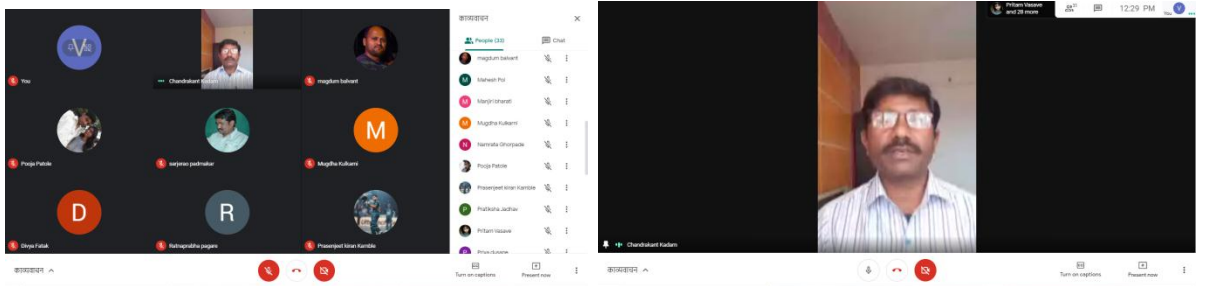 काव्यवाचन
People (33)
Chat
You
Chandrakant Kadam
magdum balvant
Pooja Patole
sarjerao padmakar
M
Mugdha Kulkarni
D
Divya Fatak
R
Ratnaprabha pagare
Prasenjeet kiran Kamble
magdum balvant
M
Mahesh Pol
M
Manjiri bharati
M
Mugdha Kulkarni
N
Namrata Ghorpade
Pooja Patole
Prasenjeet kiran Kamble
P
Pratiksha Jadhav
Pritam Vasave
P
काव्यवाचन
Turn on captions
Present now
Pritam Vasave
and 28 more
12:29 PM
You
V
Chandrakant Kadam
काव्यवाचन
Turn on captions
Present now